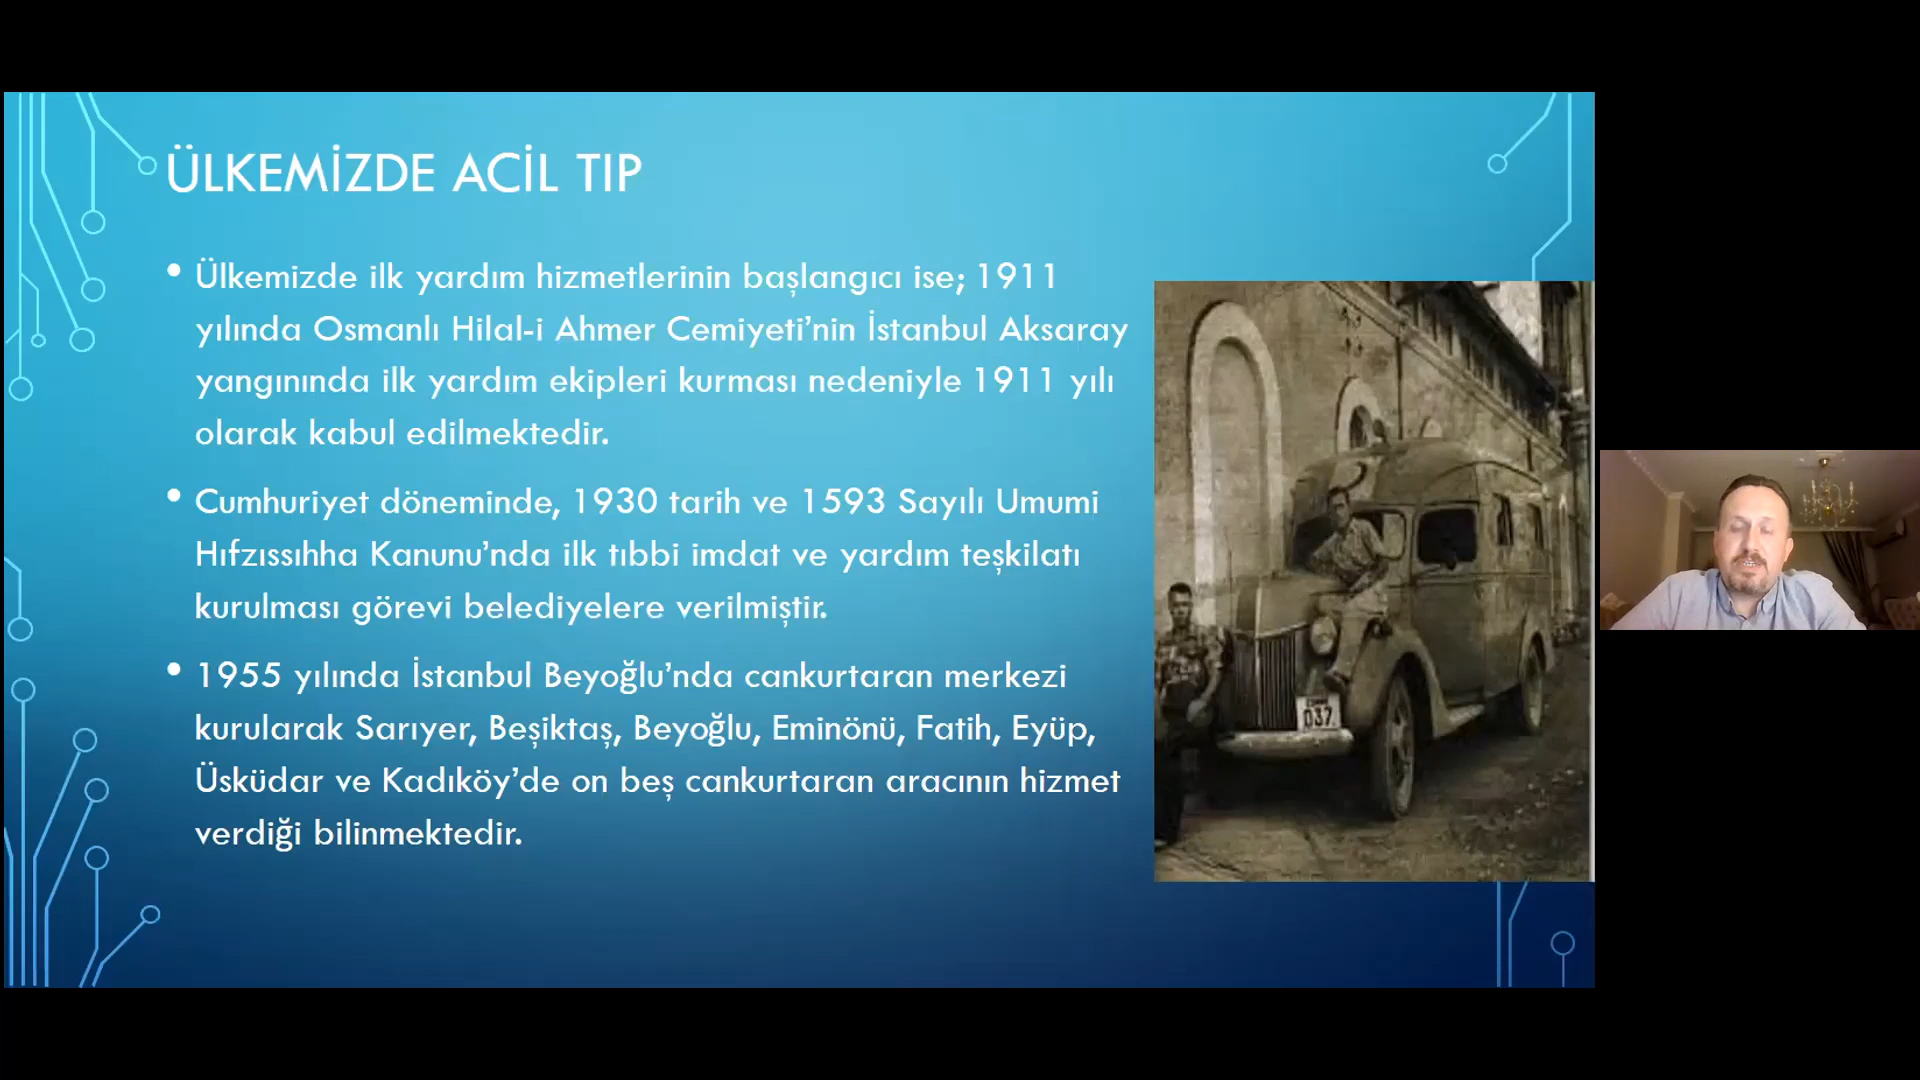 ÜLKEMİZDE ACİL TIP
• Ülkemizde ilk yardım hizmetlerinin başlangıcı ise; 1911
yılında Osmanlı Hilal-i Ahmer Cemiyeti’nin İstanbul Aksaray
yangınında ilk yardım ekipleri kurması nedeniyle 1911 yılı
olarak kabul edilmektedir.
• Cumhuriyet döneminde, 1930 tarih ve 1593 Sayılı Umumi
Hıfzıssıhha Kanunu’nda ilk tıbbi imdat ve yardım teşkilatı
kurulması görevi belediyelere verilmiştir.
• 1955 yılında İstanbul Beyoğlu’nda cankurtaran merkezi
kurularak Sarıyer, Beşiktaş, Beyoğlu, Eminönü, Fatih, Eyüp,
Üsküdar ve Kadıköy’de on beş cankurtaran aracının hizmet
verdiği bilinmektedir.
037